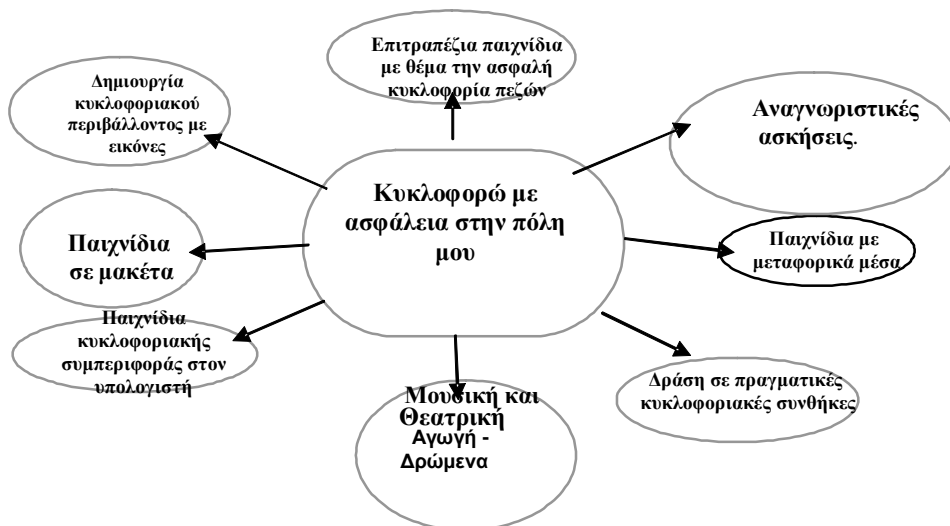 Επιτραπέζια παιχνίδια
με θέμα την ασφαλή
κυκλοφορία πεζών
Δημιουργία
κυκλοφοριακού
περιβάλλοντος με
εικόνες
Αναγνωριστικές
ασκήσεις.
Κυκλοφορώ με
ασφάλεια στην πόλη
μου
Παιχνίδια
σε μακέτα
Παιχνίδια με
μεταφορικά μέσα
Παιχνίδια
κυκλοφοριακής
συμπεριφοράς στον
υπολογιστή
Δράση σε πραγματικές
κυκλοφοριακές συνθήκες
Μουσική και
Θεατρική
Αγωγή -
Δρώμενα